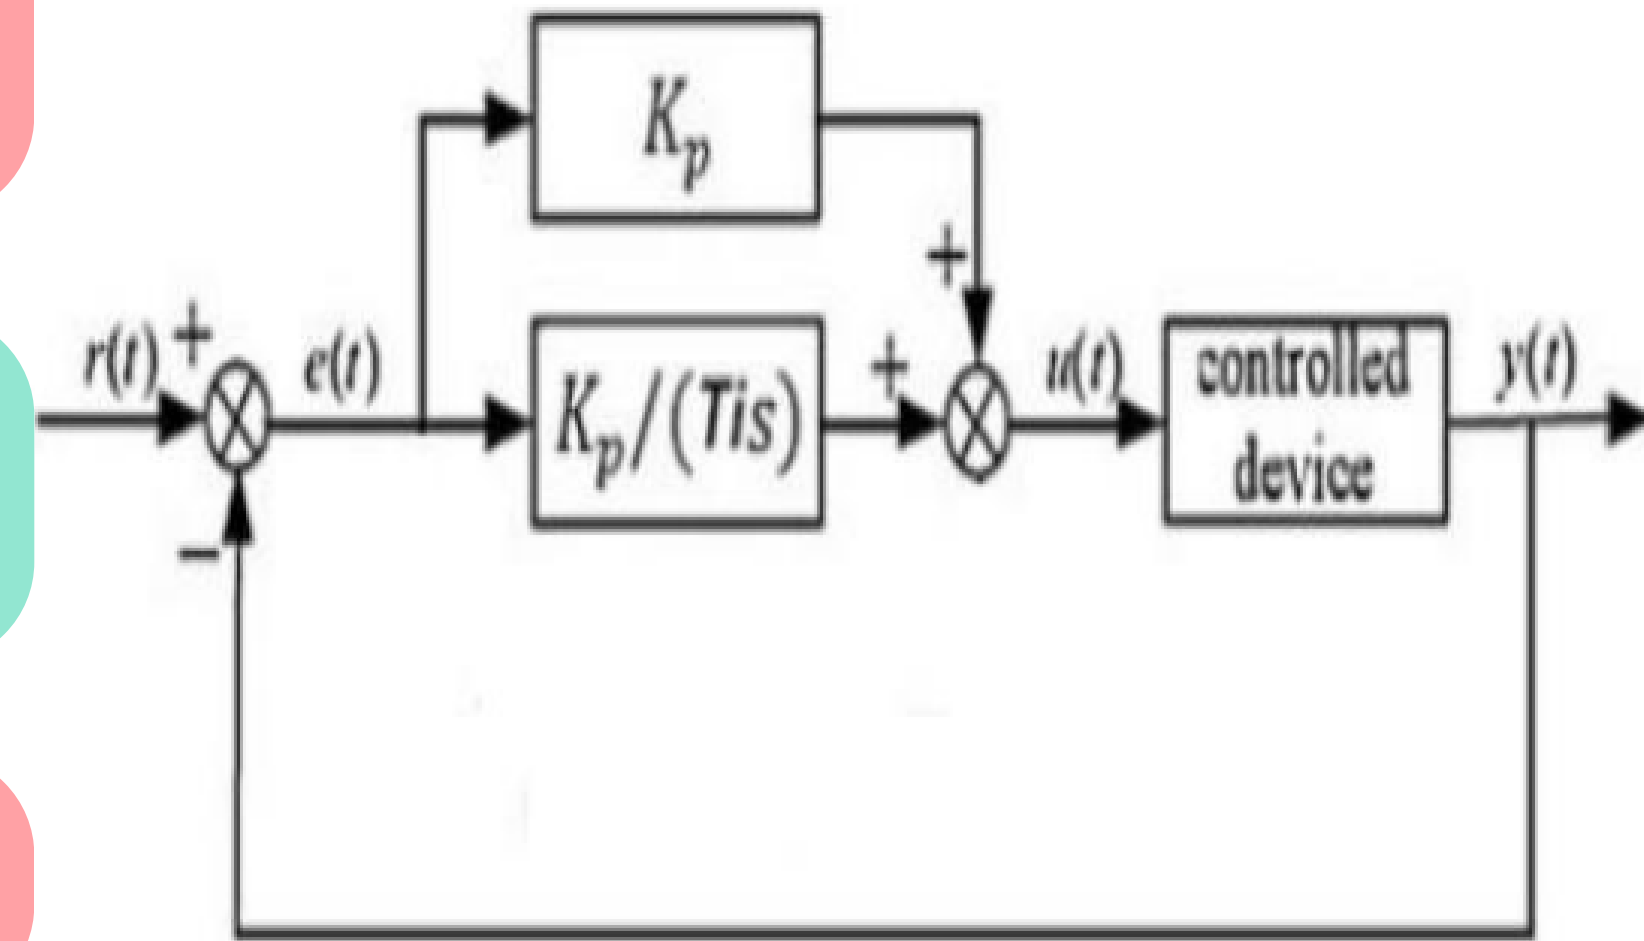 K_p
+
r(t) + e(t) K_p/(Tis) + u(t) controlled device y(t)
−